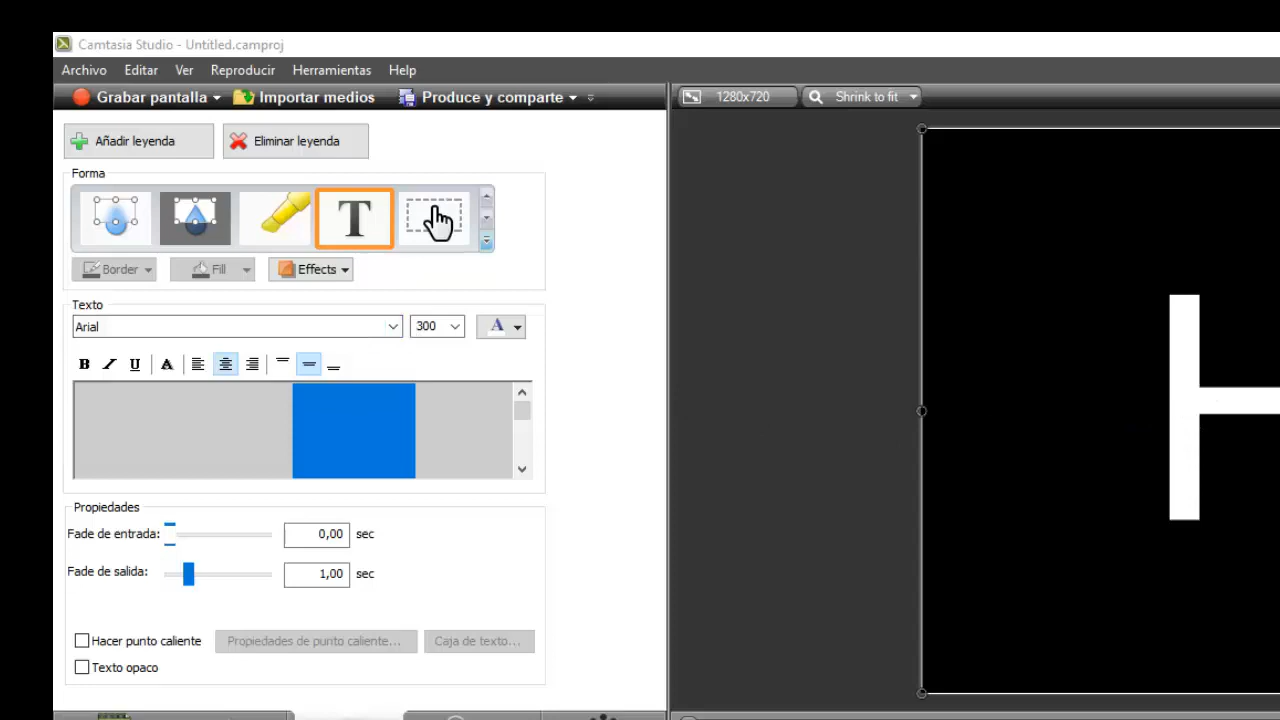 Camtasia Studio - Untitled.camproj
Archivo Editar Ver Reproducir Herramientas Help
Grabar pantalla Importar medios Produce y comparte 1280x720 Shrink to fit
Añadir leyenda Eliminar leyenda
Forma
T
Border Fill Effects
Texto
Arial 300 A
B I U A
Propiedades
Fade de entrada: 0,00 sec
Fade de salida: 1,00 sec
Hacer punto caliente Propiedades de punto caliente... Caja de texto...
Texto opaco
H